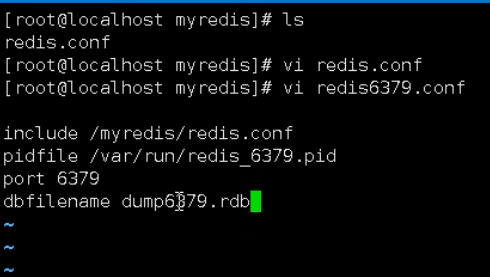 [root@localhost myredis]# ls
redis.conf
[root@localhost myredis]# vi redis.conf
[root@localhost myredis]# vi redis6379.conf
include /myredis/redis.conf
pidfile /var/run/redis_6379.pid
port 6379
dbfilename dump6379.rdb
~
~
~